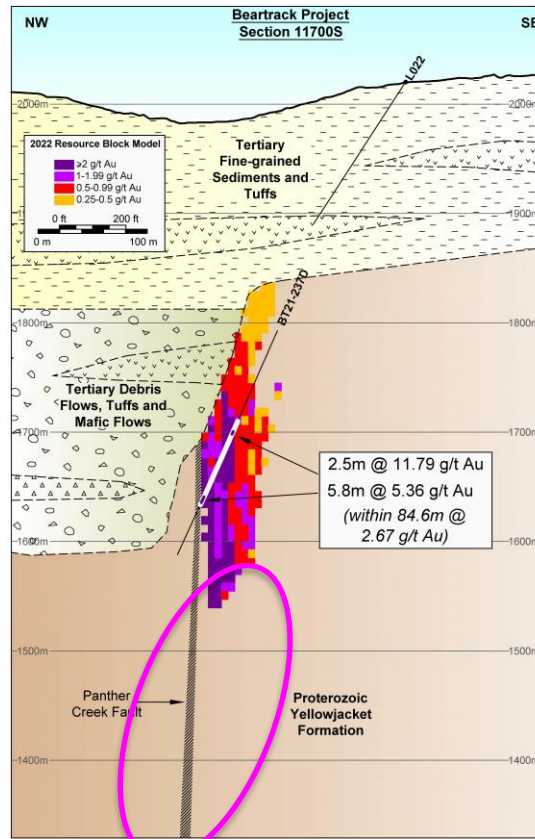 NW
Beartrack Project
Section 11700S
SE
L022
2000m
2000m
Tertiary
Fine-grained
Sediments and
Tuffs
2022 Resource Block Model
≥2 g/t Au
1-1.99 g/t Au
0.5-0.99 g/t Au
0.25-0.5 g/t Au
0 ft 200 ft
0 m 100 m
1900m
BT21-237D
1800m
1800m
Tertiary Debris
Flows, Tuffs and
Mafic Flows
1700m
1700m
2.5m @ 11.79 g/t Au
5.8m @ 5.36 g/t Au
(within 84.6m @
2.67 g/t Au)
1600m
1600m
1500m
1500m
Panther
Creek Fault
Proterozoic
Yellowjacket
Formation
1400m
1400m